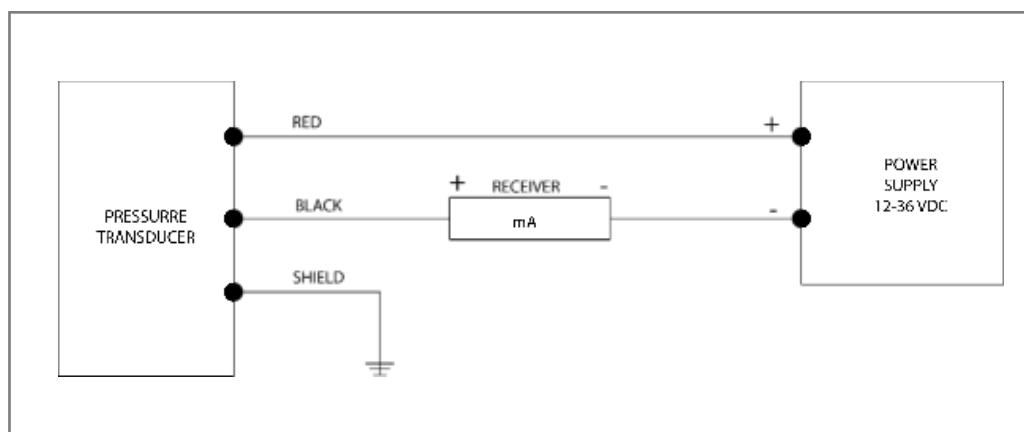 RED
+
POWER
SUPPLY
12-36 VDC
+ RECEIVER -
BLACK
mA
-
PRESSURRE
TRANSDUCER
SHIELD